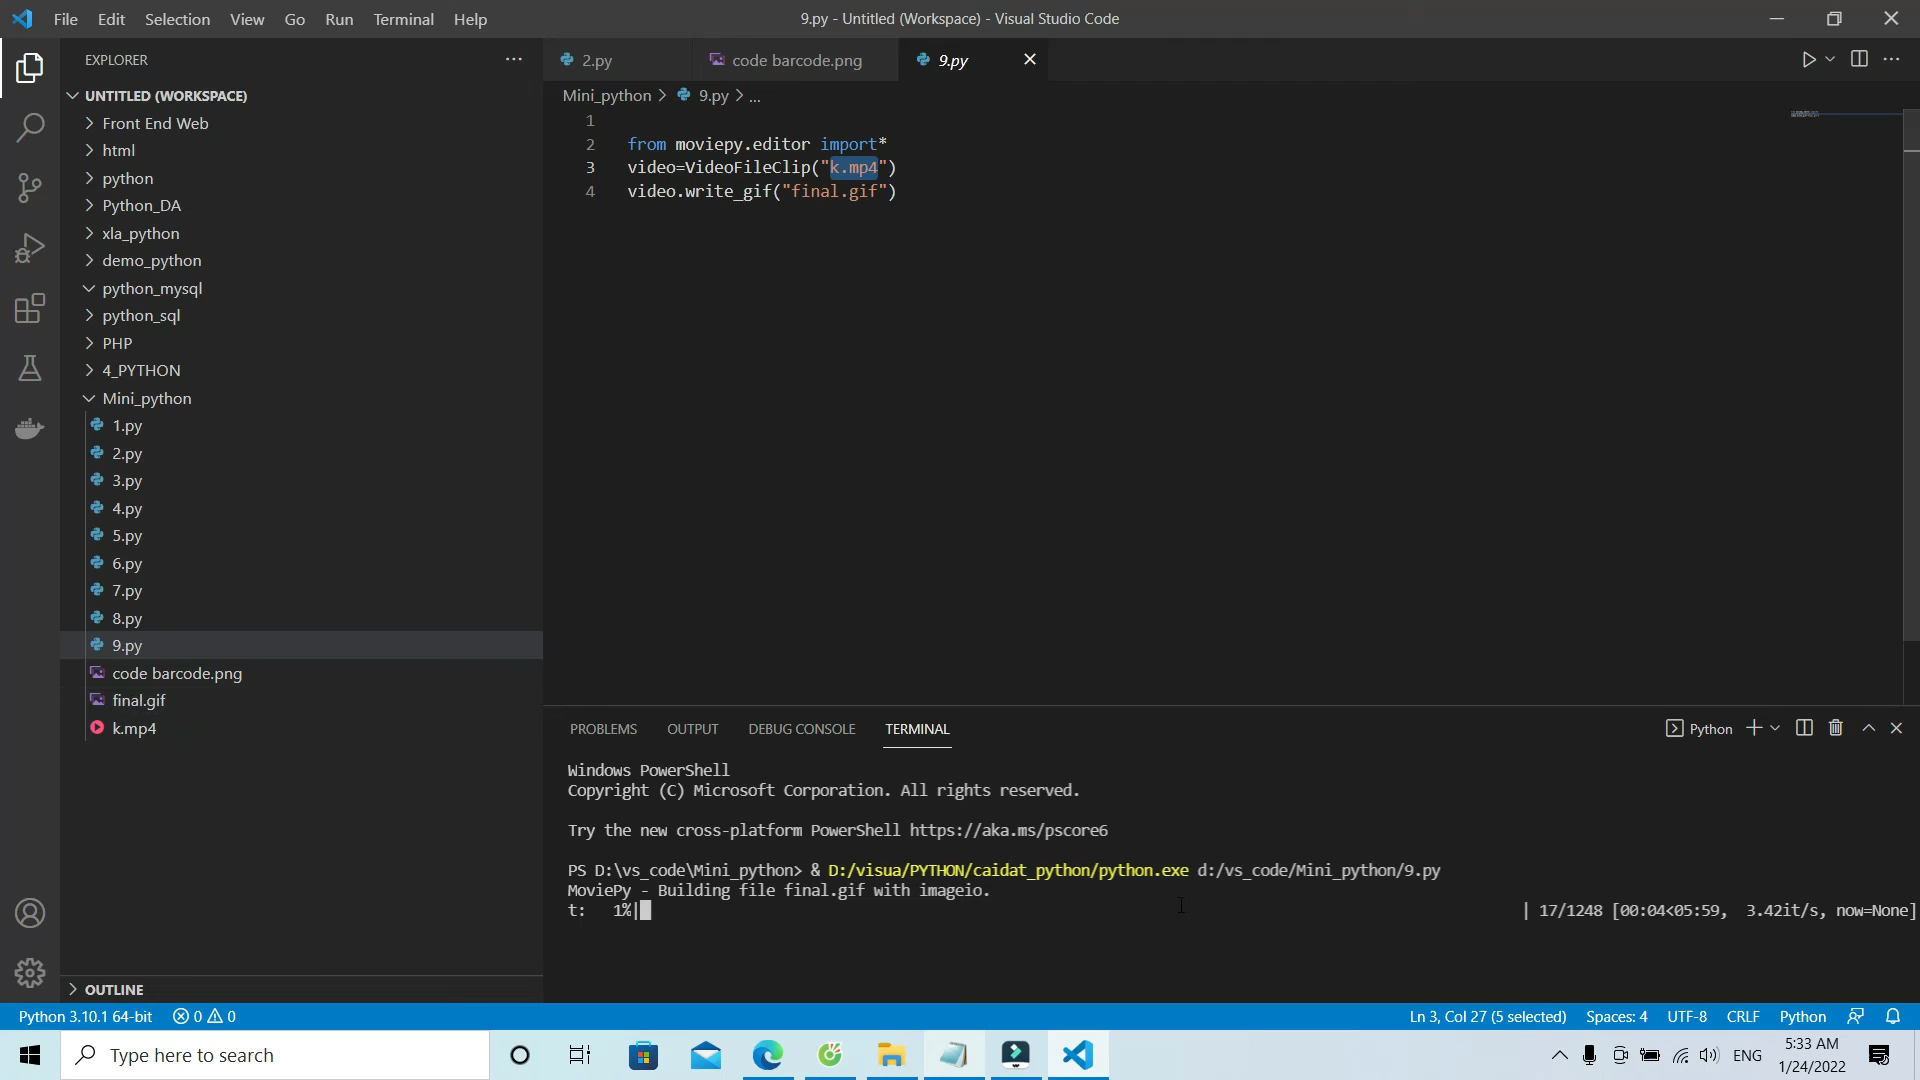 File Edit Selection View Go Run Terminal Help
9.py - Untitled (Workspace) - Visual Studio Code
EXPLORER
UNTITLED (WORKSPACE)
Front End Web
html
python
Python_DA
xla_python
demo_python
python_mysql
python_sql
PHP
4_PYTHON
Mini_python
1.py
2.py
3.py
4.py
5.py
6.py
7.py
8.py
9.py
code barcode.png
final.gif
k.mp4
OUTLINE
2.py
code barcode.png
9.py
Mini_python > 9.py > ...
1
2 from moviepy.editor import*
3 video=VideoFileClip("k.mp4")
4 video.write_gif("final.gif")
PROBLEMS OUTPUT DEBUG CONSOLE TERMINAL
Python
Windows PowerShell
Copyright (C) Microsoft Corporation. All rights reserved.
Try the new cross-platform PowerShell https://aka.ms/pscore6
PS D:\vs_code\Mini_python> & D:/visua/PYTHON/caidat_python/python.exe d:/vs_code/Mini_python/9.py
MoviePy - Building file final.gif with imageio.
t:   1%| | 17/1248 [00:04<05:59,  3.42it/s, now=None]
Python 3.10.1 64-bit 0 0
Ln 3, Col 27 (5 selected) Spaces: 4 UTF-8 CRLF Python
Type here to search
ENG
5:33 AM
1/24/2022